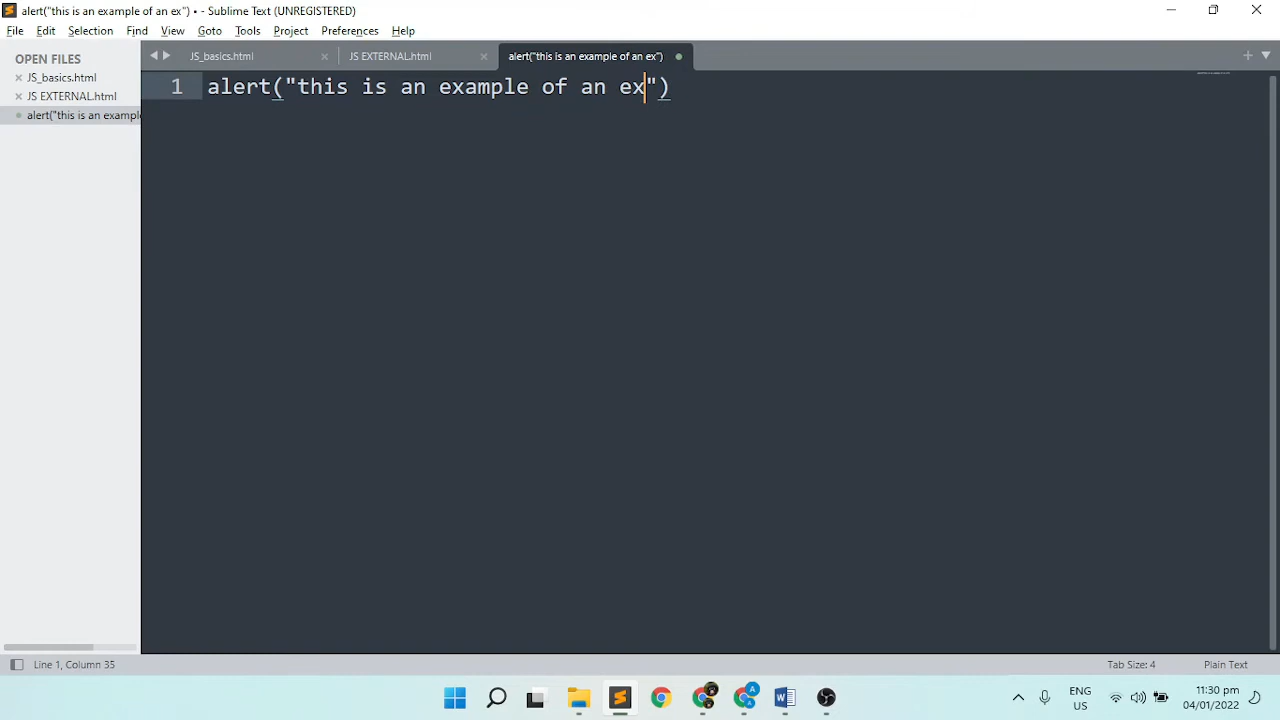 alert("this is an example of an ex") • - Sublime Text (UNREGISTERED)
File Edit Selection Find View Goto Tools Project Preferences Help
OPEN FILES
JS_basics.html
JS EXTERNAL.html
alert("this is an exampl
JS_basics.html JS EXTERNAL.html alert("this is an example of an ex")
1 alert("this is an example of an ex")
Line 1, Column 35
Tab Size: 4 Plain Text
ENG
US
11:30 pm
04/01/2022